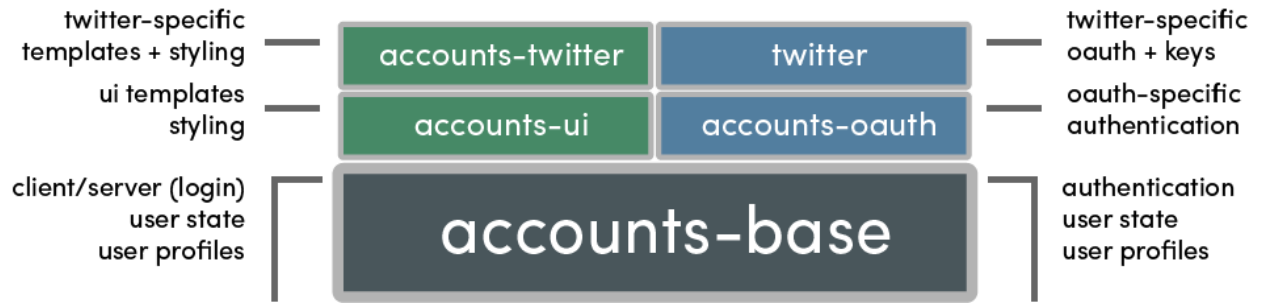 twitter-specific
templates + styling
ui templates
styling
client/server (login)
user state
user profiles
accounts-twitter
twitter
accounts-ui
accounts-oauth
accounts-base
twitter-specific
oauth + keys
oauth-specific
authentication
authentication
user state
user profiles